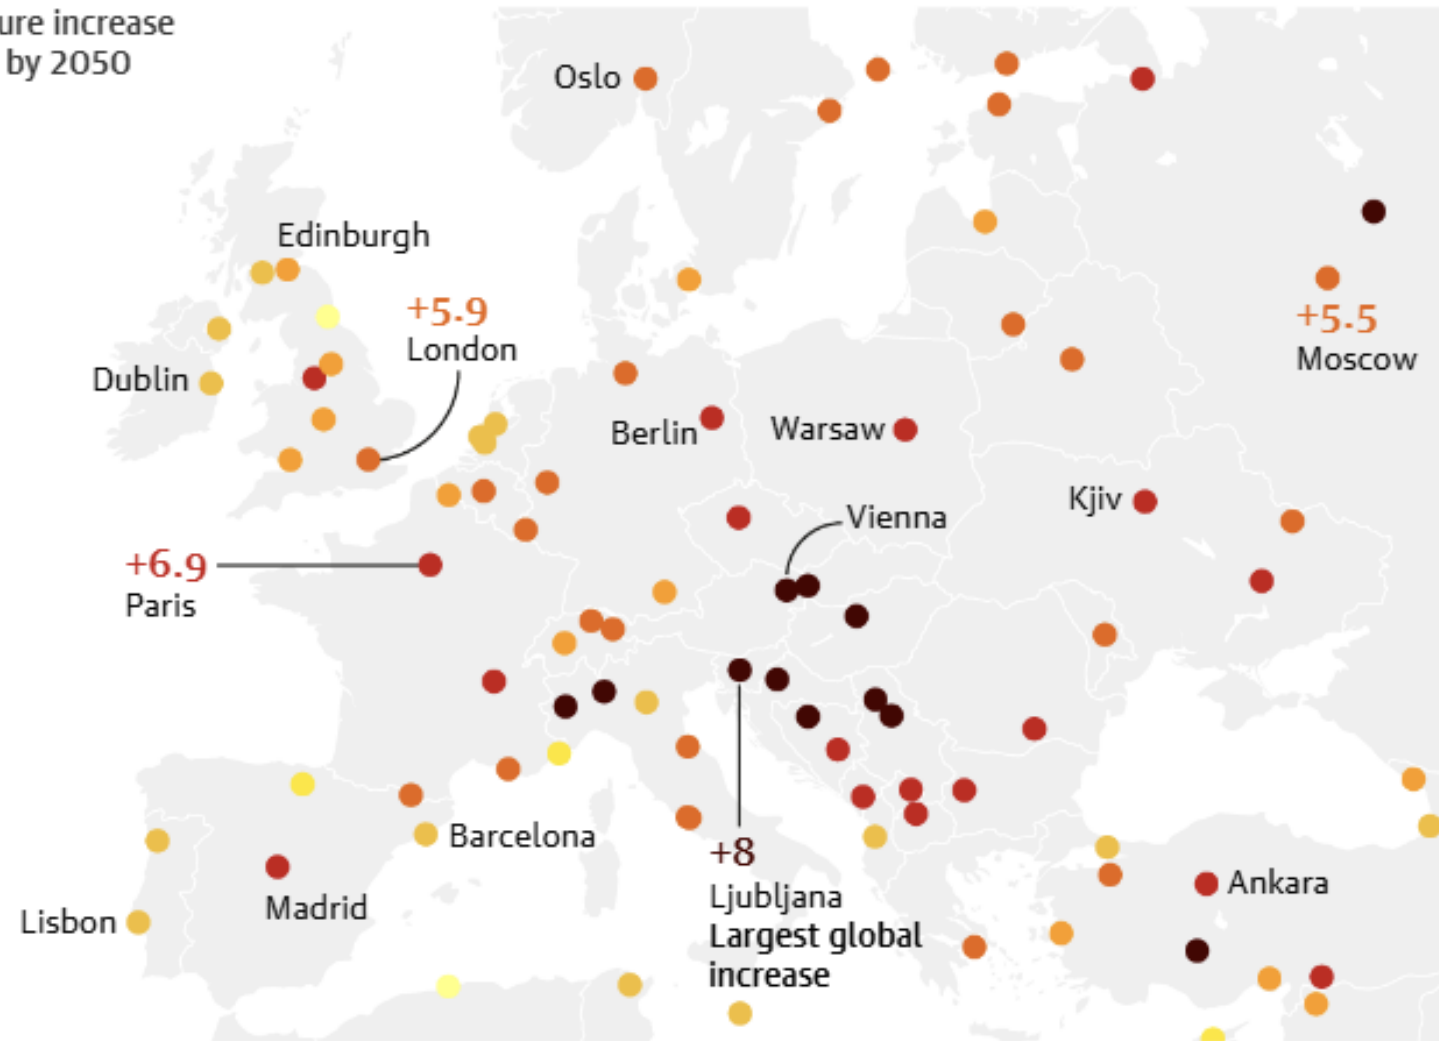 ure increase
by 2050
Oslo
Edinburgh
+5.9
London
+5.5
Moscow
Dublin
Berlin
Warsaw
Kjiv
Vienna
+6.9
Paris
Barcelona
+8
Ljubljana
Largest global
increase
Ankara
Madrid
Lisbon